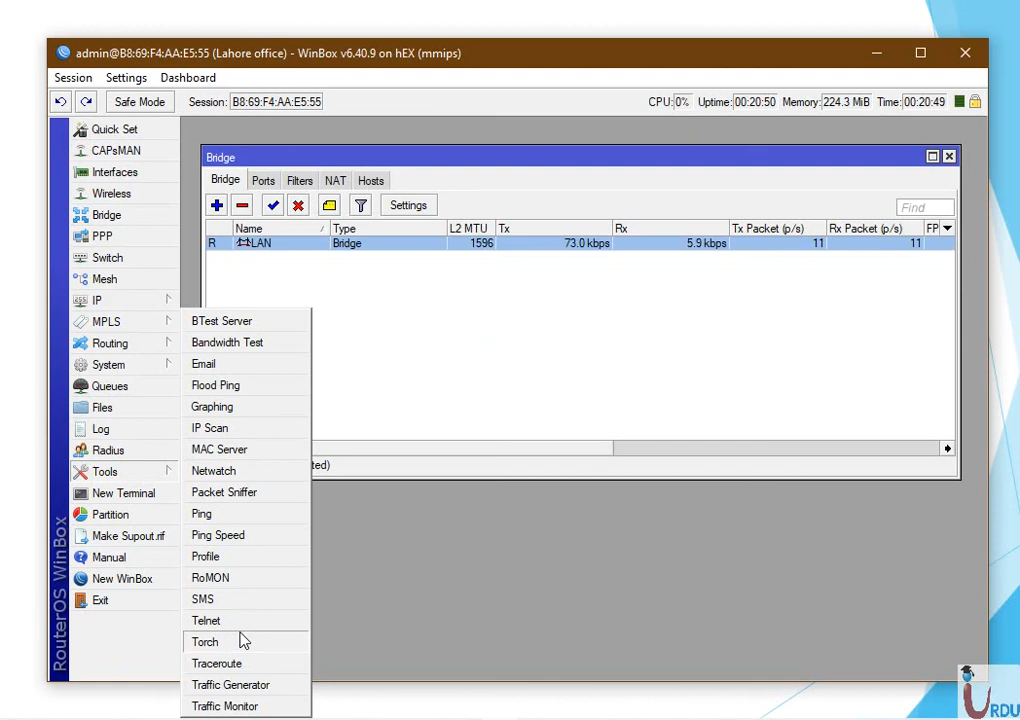 admin@B8:69:F4:AA:E5:55 (Lahore office) - WinBox v6.40.9 on hEX (mmips)
Session Settings Dashboard
Safe Mode Session: B8:69:F4:AA:E5:55 CPU: 0% Uptime: 00:20:50 Memory: 224.3 MiB Time: 00:20:49
Quick Set
CAPsMAN
Interfaces
Wireless
Bridge
PPP
Switch
Mesh
IP
MPLS
Routing
System
Queues
Files
Log
Radius
Tools
New Terminal
Partition
Make Supout.rif
Manual
New WinBox
Exit
RouterOS WinBox
Bridge
Bridge Ports Filters NAT Hosts
Settings Find
Name / Type L2 MTU Tx Rx Tx Packet (p/s) Rx Packet (p/s) FP
R LAN Bridge 1596 73.0 kbps 5.9 kbps 11 11
ted)
BTest Server
Bandwidth Test
Email
Flood Ping
Graphing
IP Scan
MAC Server
Netwatch
Packet Sniffer
Ping
Ping Speed
Profile
RoMON
SMS
Telnet
Torch
Traceroute
Traffic Generator
Traffic Monitor
iURDU